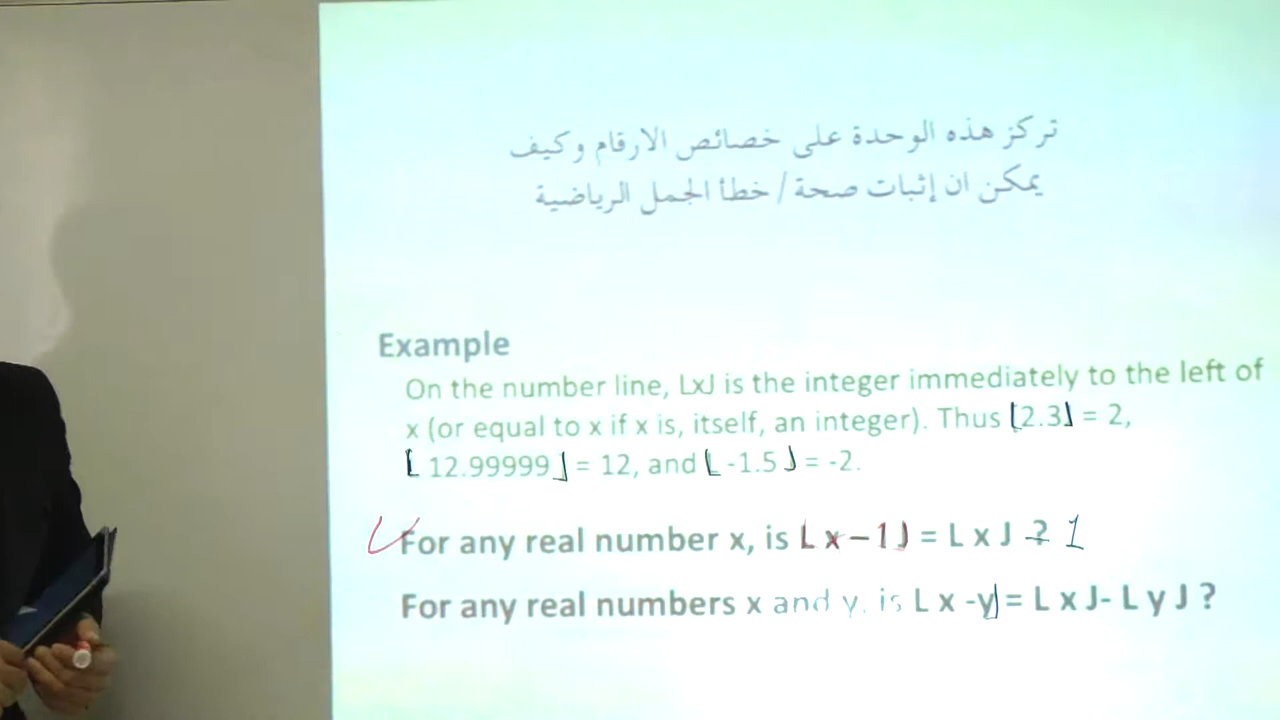 تركز هذه الوحدة على خصائص الارقام وكيف
يمكن ان إثبات صحة / خطأ الجمل الرياضية
Example
On the number line, LxJ is the integer immediately to the left of
x (or equal to x if x is, itself, an integer). Thus ⌊2.3⌋ = 2,
⌊ 12.99999 ⌋ = 12, and ⌊ -1.5 ⌋ = -2.
For any real number x, is L x – 1 J = L x J - 1
For any real numbers x and y, is L x -y⌋ = L x J- L y J ?